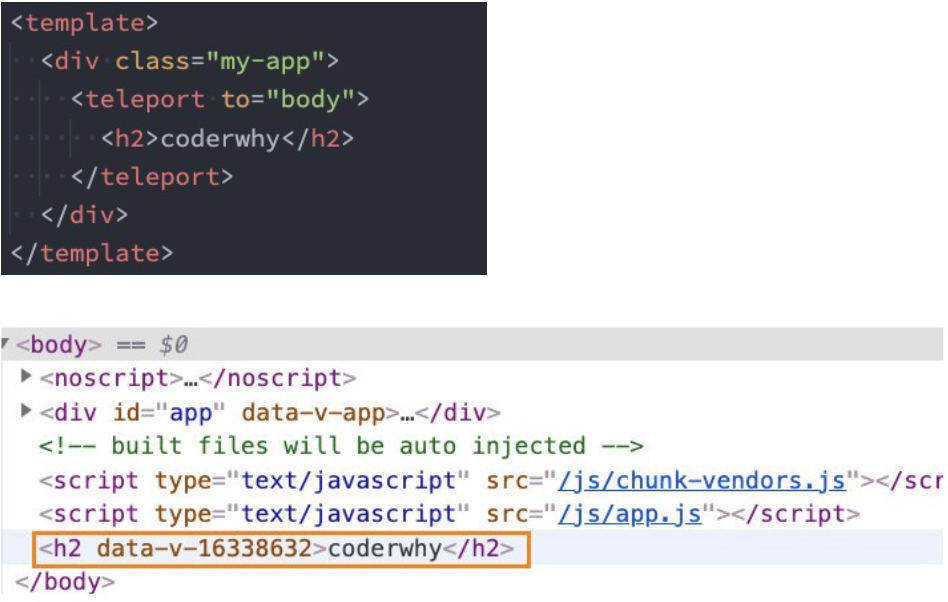 <template>
<div class="my-app">
<teleport to="body">
<h2>coderwhy</h2>
</teleport>
</div>
</template>
<body> == $0
<noscript>…</noscript>
<div id="app" data-v-app>…</div>
<!-- built files will be auto injected -->
<script type="text/javascript" src="/js/chunk-vendors.js"></scr
<script type="text/javascript" src="/js/app.js"></script>
<h2 data-v-16338632>coderwhy</h2>
</body>